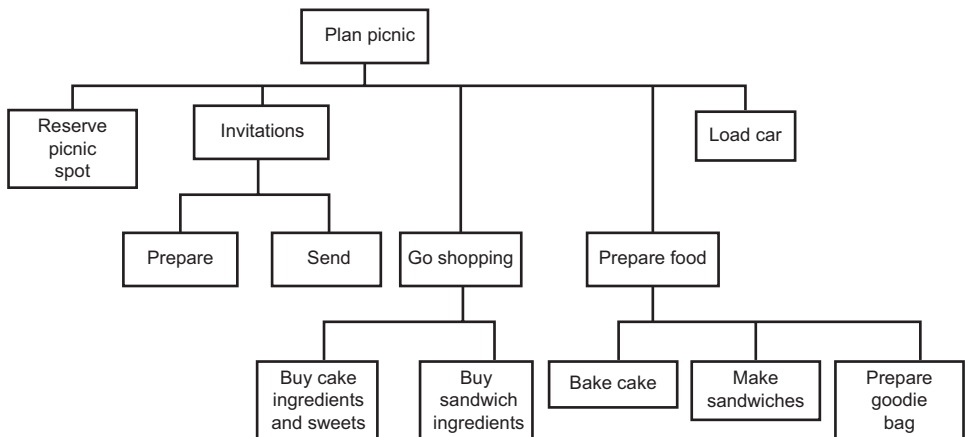 Plan picnic
Reserve
picnic
spot
Invitations
Load car
Prepare
Send
Go shopping
Prepare food
Buy cake
ingredients
and sweets
Buy
sandwich
ingredients
Bake cake
Make
sandwiches
Prepare
goodie
bag